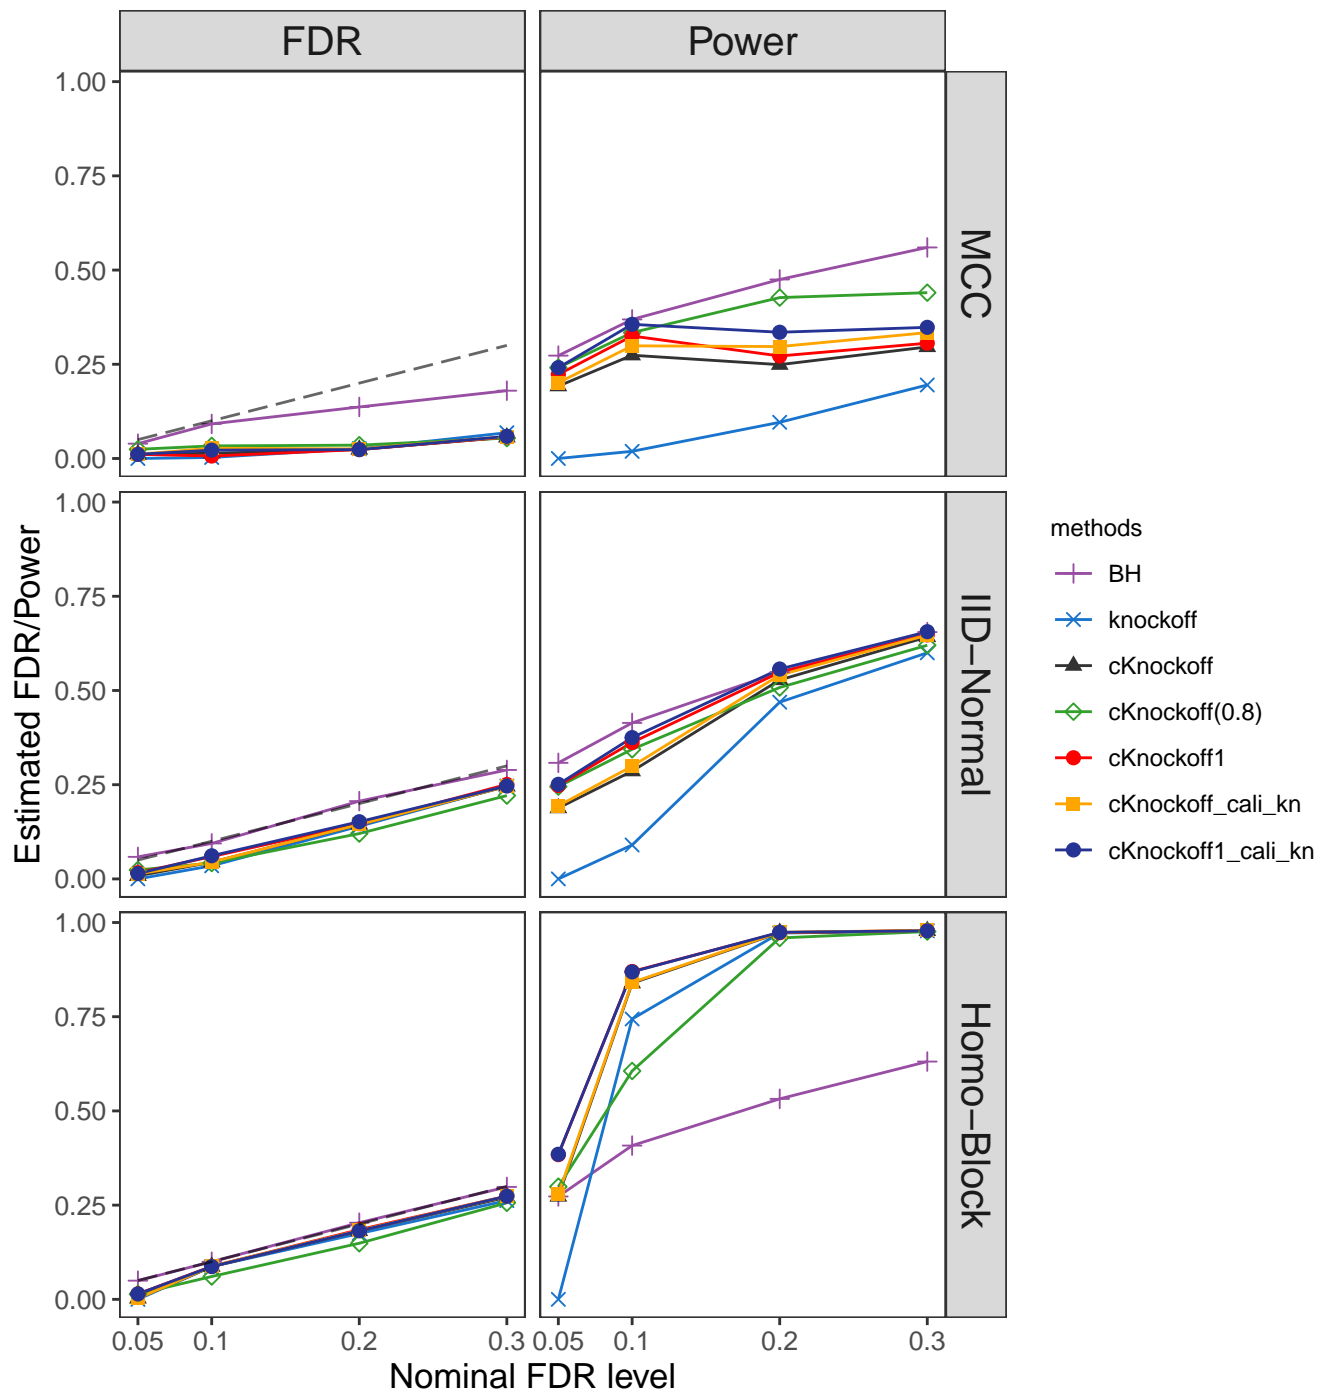 FDR
Power
1.00
0.75
0.50
0.25
0.00
MCC
1.00
0.75
0.50
0.25
0.00
IID−Normal
1.00
0.75
0.50
0.25
0.00
Homo−Block
Estimated FDR/Power
0.05
0.1
0.2
0.3
0.05
0.1
0.2
0.3
Nominal FDR level
methods
BH
knockoff
cKnockoff
cKnockoff(0.8)
cKnockoff1
cKnockoff_cali_kn
cKnockoff1_cali_kn